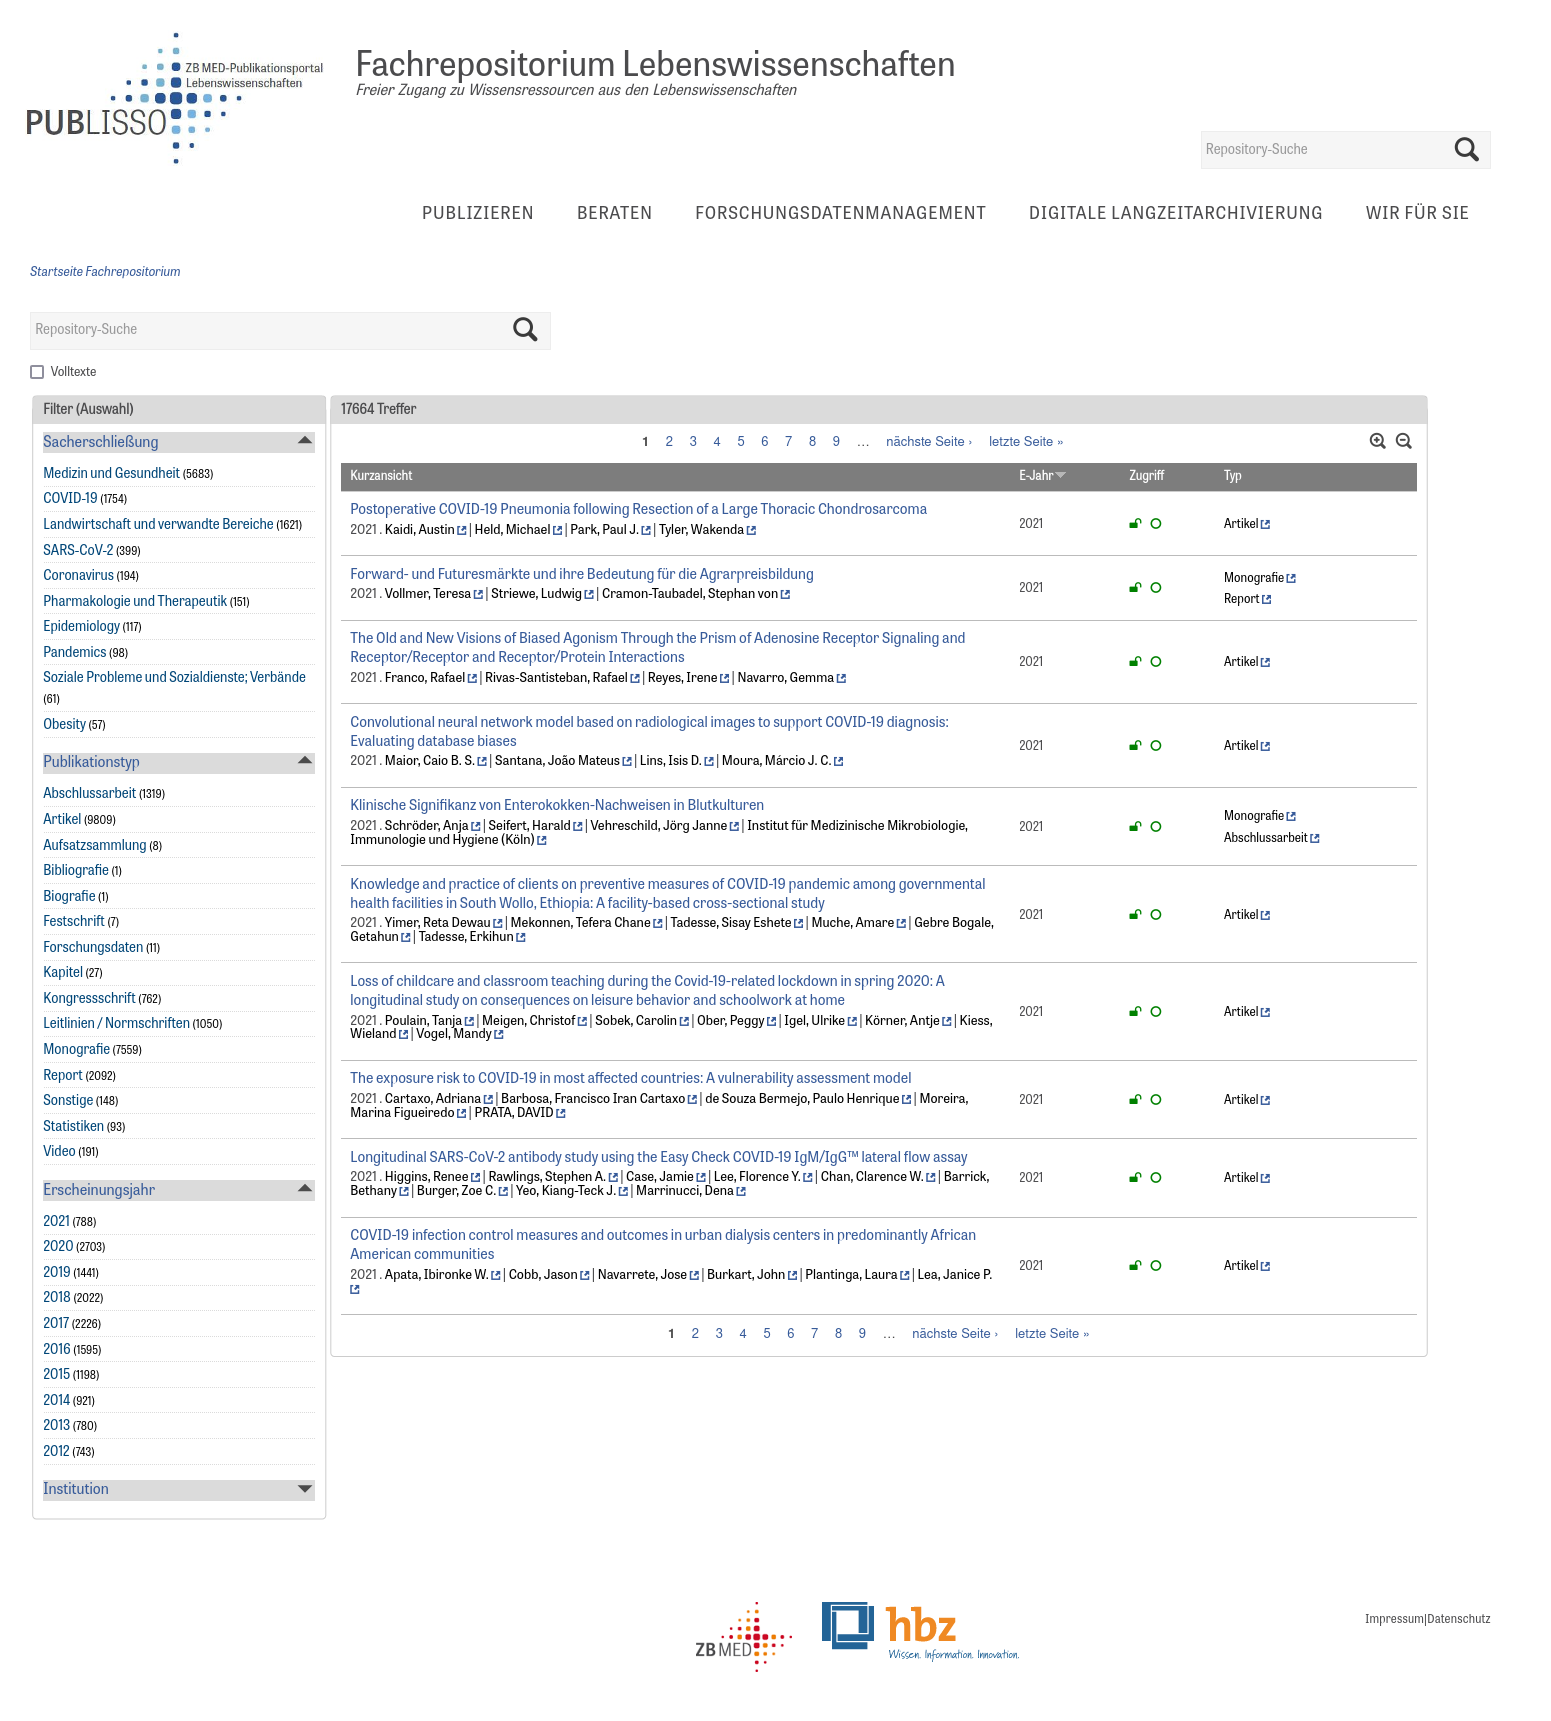 ZB MED-Publikationsportal
Lebenswissenschaften
PUBLISSO
Fachrepositorium Lebenswissenschaften
Freier Zugang zu Wissensressourcen aus den Lebenswissenschaften
Repository-Suche
PUBLIZIEREN BERATEN FORSCHUNGSDATENMANAGEMENT DIGITALE LANGZEITARCHIVIERUNG WIR FÜR SIE
Startseite Fachrepositorium
Repository-Suche
Volltexte
Filter (Auswahl)
Sacherschließung
Medizin und Gesundheit (5683)
COVID-19 (1754)
Landwirtschaft und verwandte Bereiche (1621)
SARS-CoV-2 (399)
Coronavirus (194)
Pharmakologie und Therapeutik (151)
Epidemiology (117)
Pandemics (98)
Soziale Probleme und Sozialdienste; Verbände
(61)
Obesity (57)
Publikationstyp
Abschlussarbeit (1319)
Artikel (9809)
Aufsatzsammlung (8)
Bibliografie (1)
Biografie (1)
Festschrift (7)
Forschungsdaten (11)
Kapitel (27)
Kongressschrift (762)
Leitlinien / Normschriften (1050)
Monografie (7559)
Report (2092)
Sonstige (148)
Statistiken (93)
Video (191)
Erscheinungsjahr
2021 (788)
2020 (2703)
2019 (1441)
2018 (2022)
2017 (2226)
2016 (1595)
2015 (1198)
2014 (921)
2013 (780)
2012 (743)
Institution
17664 Treffer
1 2 3 4 5 6 7 8 9 … nächste Seite › letzte Seite »
Kurzansicht E-Jahr Zugriff Typ
Postoperative COVID-19 Pneumonia following Resection of a Large Thoracic Chondrosarcoma
2021 . Kaidi, Austin | Held, Michael | Park, Paul J. | Tyler, Wakenda
2021 Artikel
Forward- und Futuresmärkte und ihre Bedeutung für die Agrarpreisbildung
2021 . Vollmer, Teresa | Striewe, Ludwig | Cramon-Taubadel, Stephan von
2021 Monografie
Report
The Old and New Visions of Biased Agonism Through the Prism of Adenosine Receptor Signaling and
Receptor/Receptor and Receptor/Protein Interactions
2021 . Franco, Rafael | Rivas-Santisteban, Rafael | Reyes, Irene | Navarro, Gemma
2021 Artikel
Convolutional neural network model based on radiological images to support COVID-19 diagnosis:
Evaluating database biases
2021 . Maior, Caio B. S. | Santana, João Mateus | Lins, Isis D. | Moura, Márcio J. C.
2021 Artikel
Klinische Signifikanz von Enterokokken-Nachweisen in Blutkulturen
2021 . Schröder, Anja | Seifert, Harald | Vehreschild, Jörg Janne | Institut für Medizinische Mikrobiologie,
Immunologie und Hygiene (Köln)
2021 Monografie
Abschlussarbeit
Knowledge and practice of clients on preventive measures of COVID-19 pandemic among governmental
health facilities in South Wollo, Ethiopia: A facility-based cross-sectional study
2021 . Yimer, Reta Dewau | Mekonnen, Tefera Chane | Tadesse, Sisay Eshete | Muche, Amare | Gebre Bogale,
Getahun | Tadesse, Erkihun
2021 Artikel
Loss of childcare and classroom teaching during the Covid-19-related lockdown in spring 2020: A
longitudinal study on consequences on leisure behavior and schoolwork at home
2021 . Poulain, Tanja | Meigen, Christof | Sobek, Carolin | Ober, Peggy | Igel, Ulrike | Körner, Antje | Kiess,
Wieland | Vogel, Mandy
2021 Artikel
The exposure risk to COVID-19 in most affected countries: A vulnerability assessment model
2021 . Cartaxo, Adriana | Barbosa, Francisco Iran Cartaxo | de Souza Bermejo, Paulo Henrique | Moreira,
Marina Figueiredo | PRATA, DAVID
2021 Artikel
Longitudinal SARS-CoV-2 antibody study using the Easy Check COVID-19 IgM/IgG™ lateral flow assay
2021 . Higgins, Renee | Rawlings, Stephen A. | Case, Jamie | Lee, Florence Y. | Chan, Clarence W. | Barrick,
Bethany | Burger, Zoe C. | Yeo, Kiang-Teck J. | Marrinucci, Dena
2021 Artikel
COVID-19 infection control measures and outcomes in urban dialysis centers in predominantly African
American communities
2021 . Apata, Ibironke W. | Cobb, Jason | Navarrete, Jose | Burkart, John | Plantinga, Laura | Lea, Janice P.
2021 Artikel
1 2 3 4 5 6 7 8 9 … nächste Seite › letzte Seite »
ZB MED
hbz
Wissen. Information. Innovation.
Impressum|Datenschutz